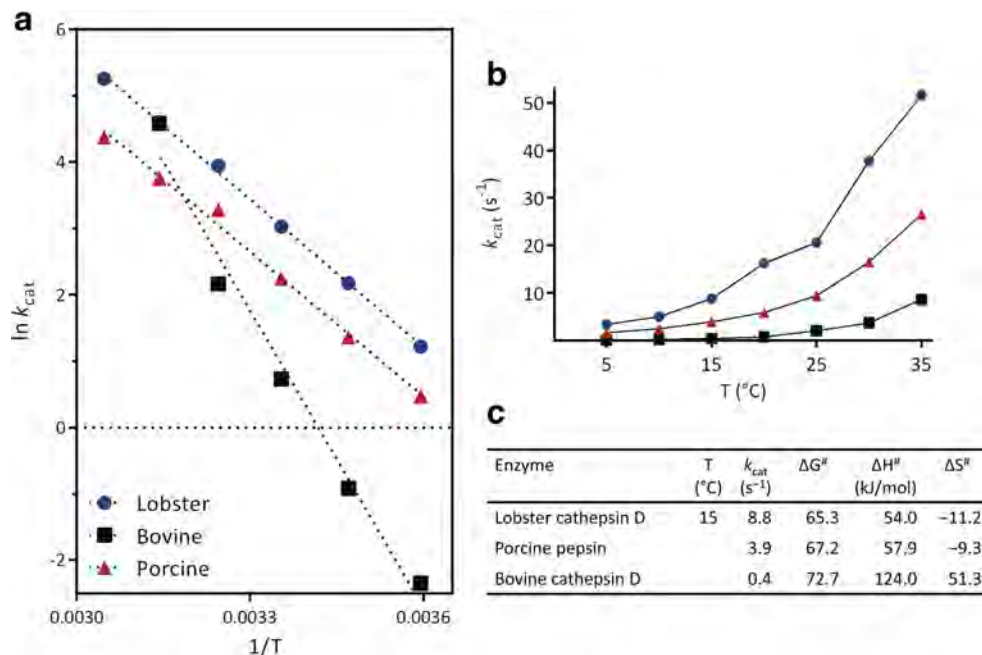 a
6
4
2
0
-2
ln kcat
0.0030
0.0033
0.0036
1/T
Lobster
Bovine
Porcine
b
50
40
30
20
10
kcat (s⁻¹)
5
15
25
35
T (°C)
c
Enzyme T kcat ΔG# ΔH# ΔS#
(°C) (s⁻¹) (kJ/mol)
Lobster cathepsin D 15 8.8 65.3 54.0 −11.2
Porcine pepsin 3.9 67.2 57.9 −9.3
Bovine cathepsin D 0.4 72.7 124.0 51.3